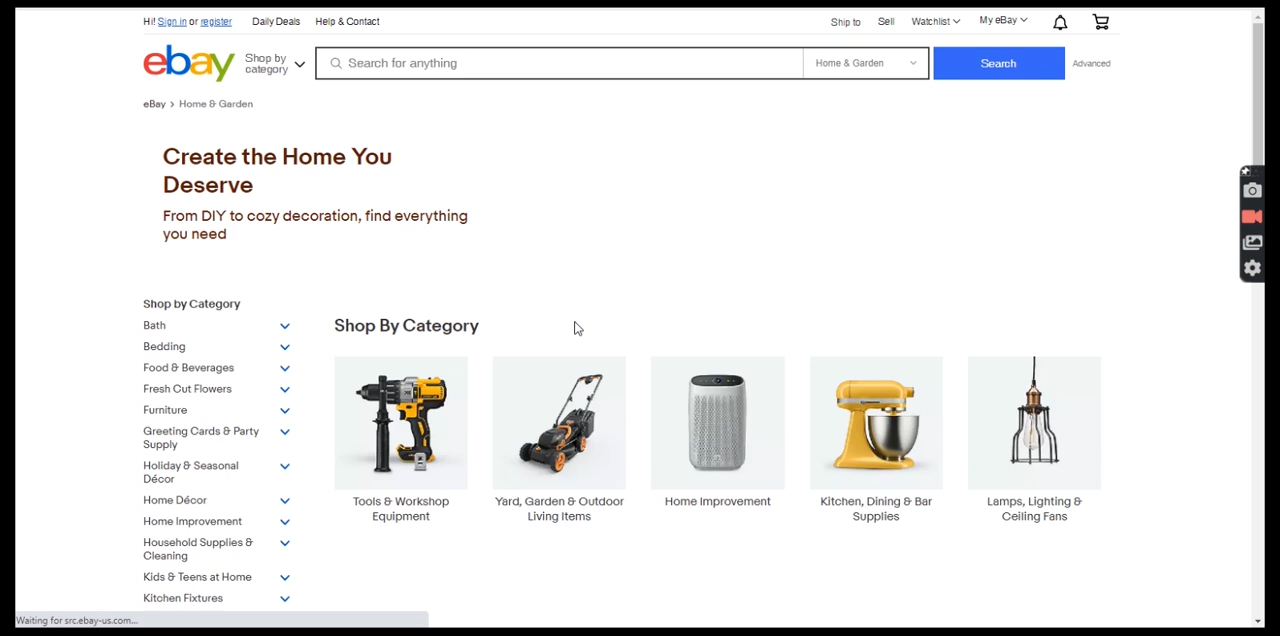 Hi! Sign in or register Daily Deals Help & Contact Ship to Sell Watchlist My eBay
ebay Shop by category Search for anything Home & Garden Search Advanced
eBay > Home & Garden
Create the Home You
Deserve
From DIY to cozy decoration, find everything
you need
Shop by Category
Bath
Bedding
Food & Beverages
Fresh Cut Flowers
Furniture
Greeting Cards & Party
Supply
Holiday & Seasonal
Décor
Home Décor
Home Improvement
Household Supplies &
Cleaning
Kids & Teens at Home
Kitchen Fixtures
Shop By Category
Tools & Workshop
Equipment
Yard, Garden & Outdoor
Living Items
Home Improvement
Kitchen, Dining & Bar
Supplies
Lamps, Lighting &
Ceiling Fans
Waiting for src.ebay-us.com...